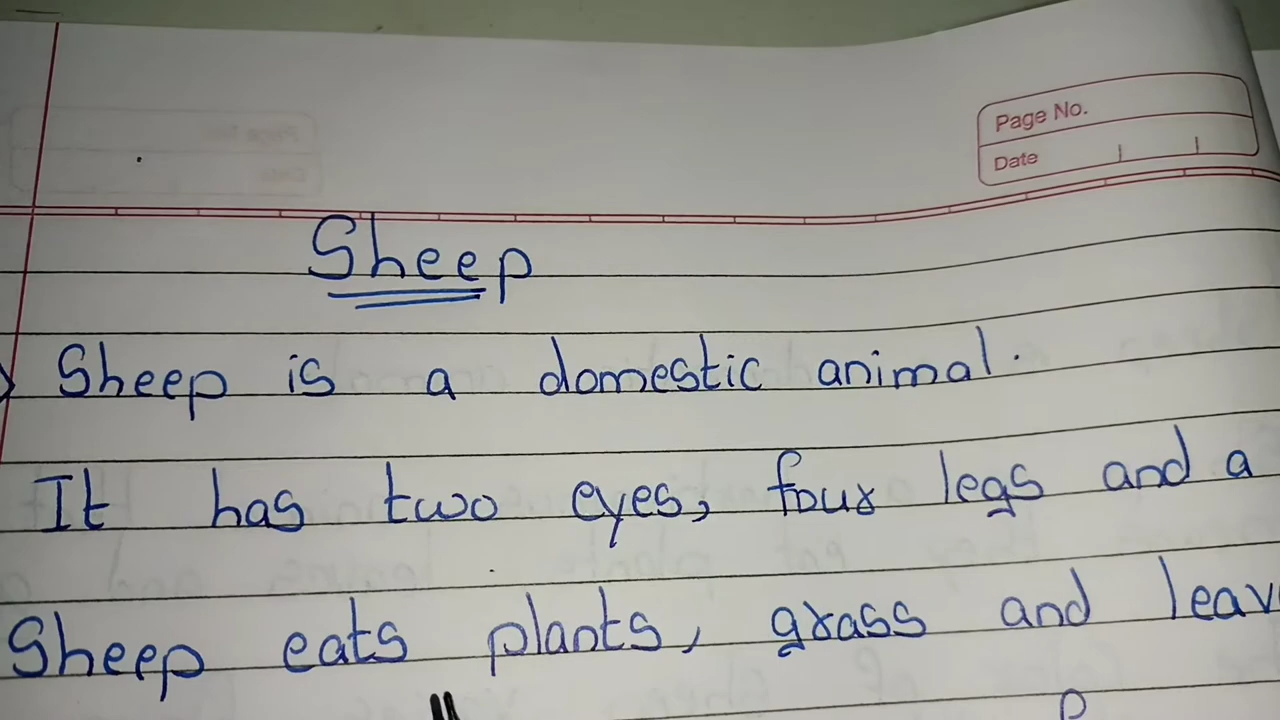 Page No.
Date
Sheep
Sheep is a domestic animal.
It has two eyes, four legs and a
Sheep eats plants, grass and leav